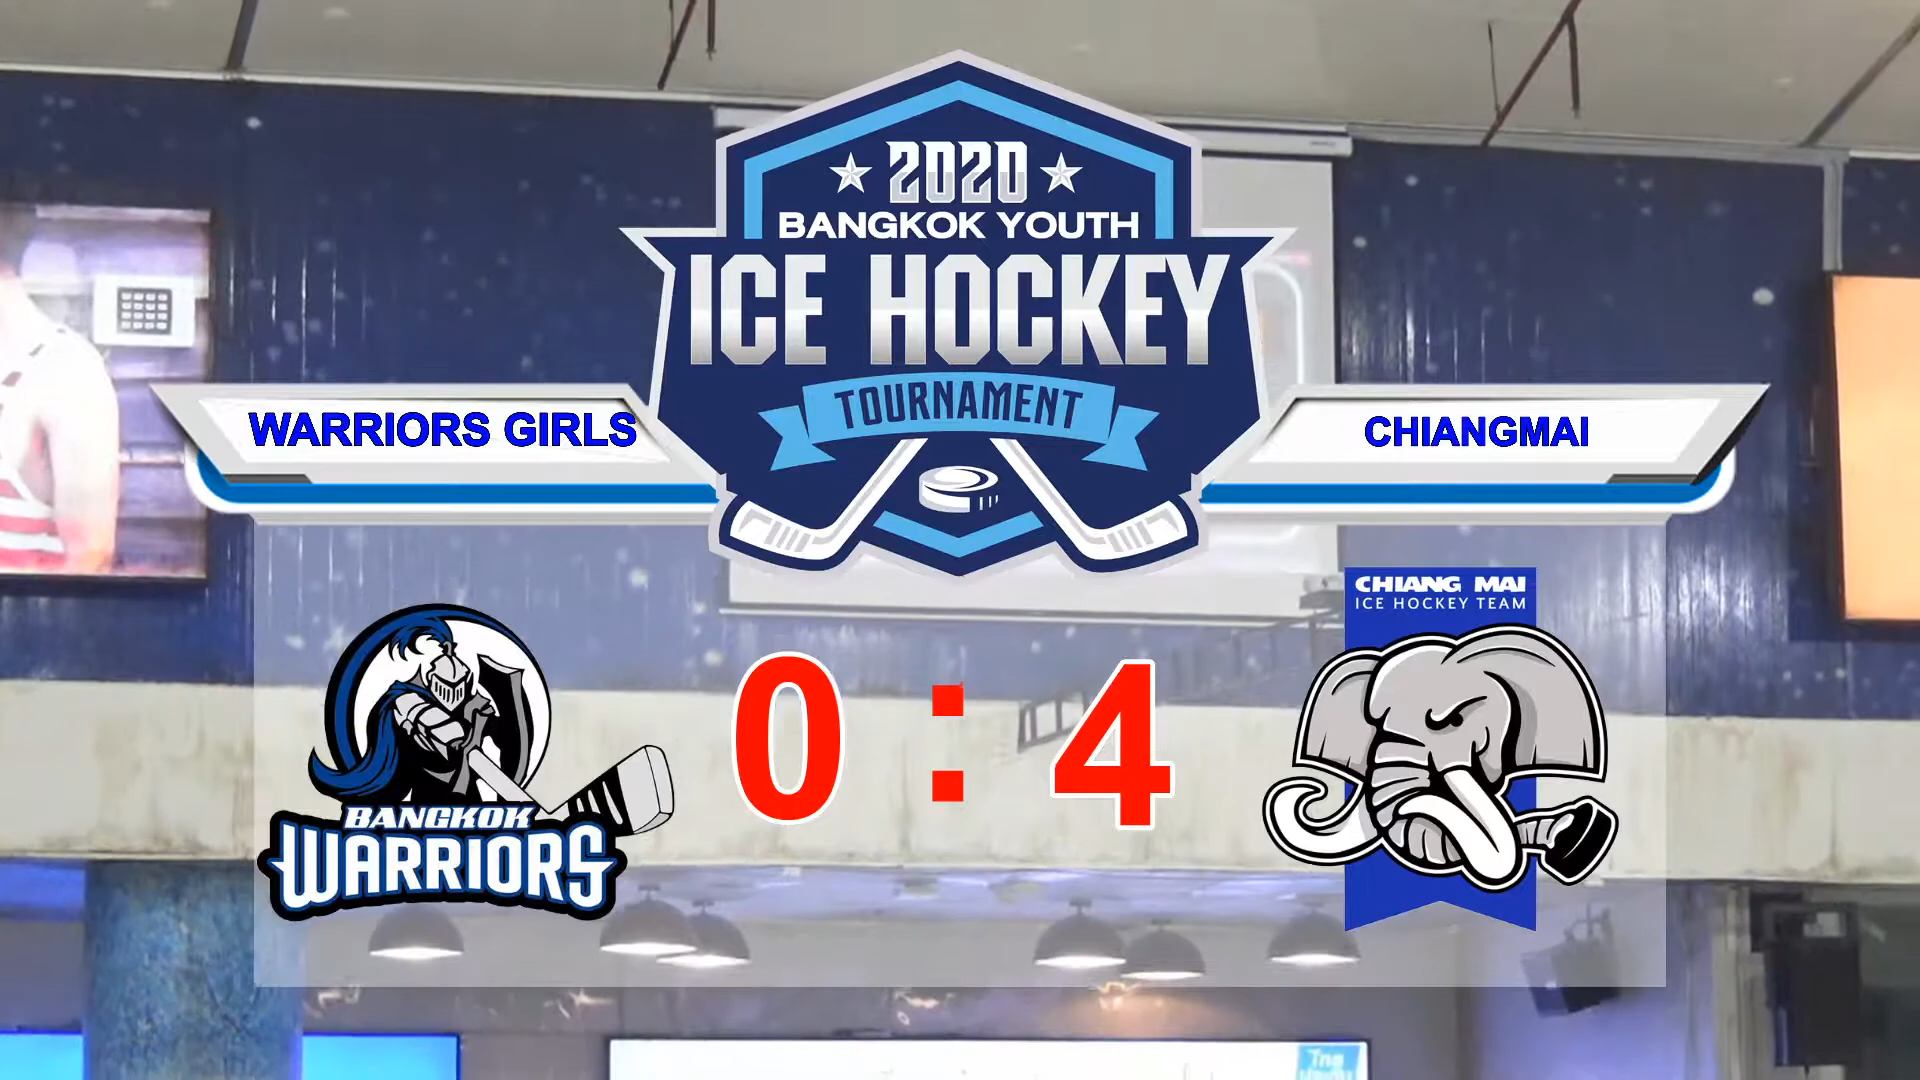 2020
BANGKOK YOUTH
ICE HOCKEY
TOURNAMENT
WARRIORS GIRLS
CHIANGMAI
CHIANG MAI
ICE HOCKEY TEAM
0 : 4
BANGKOK
WARRIORS